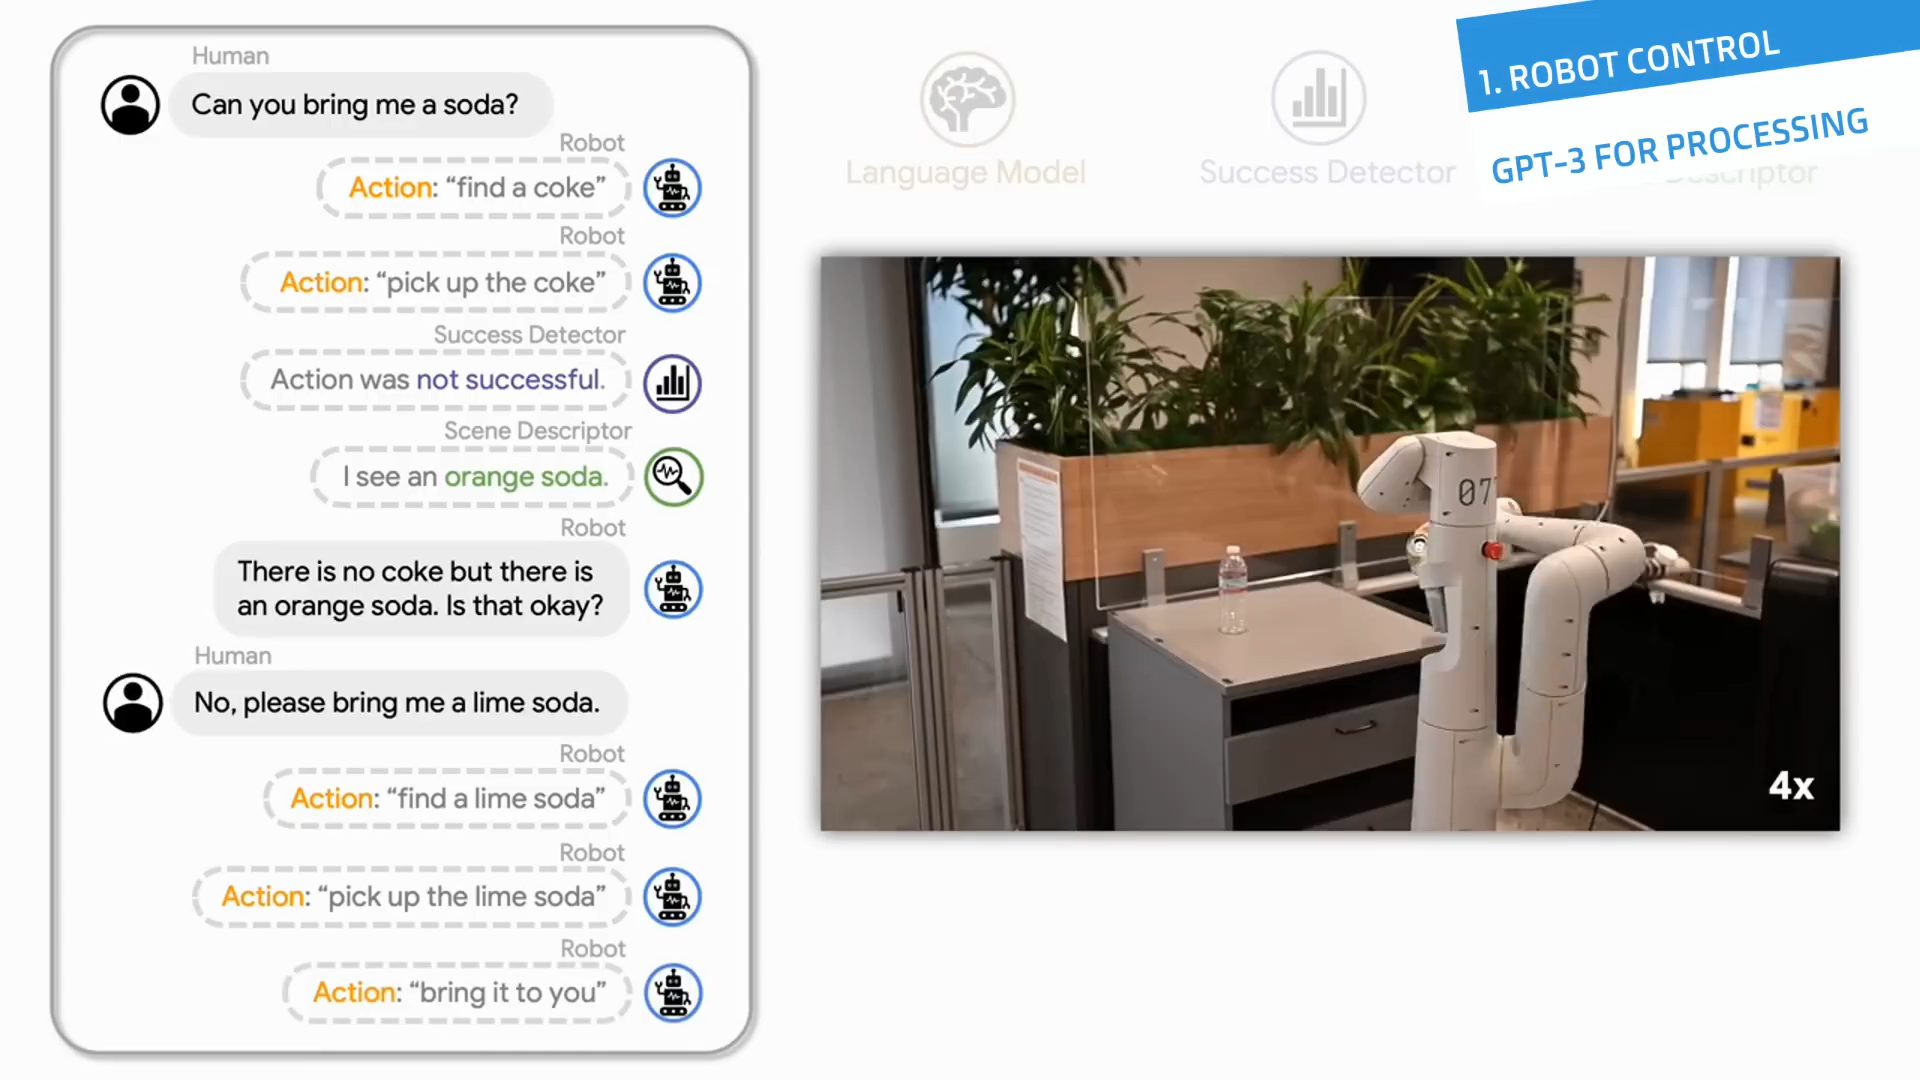 Human
Can you bring me a soda?
Robot
Action: “find a coke”
Robot
Action: “pick up the coke”
Success Detector
Action was not successful.
Scene Descriptor
I see an orange soda.
Robot
There is no coke but there is
an orange soda. Is that okay?
Human
No, please bring me a lime soda.
Robot
Action: “find a lime soda”
Robot
Action: “pick up the lime soda”
Robot
Action: “bring it to you”
Language Model
Success Detector
Descriptor
1. ROBOT CONTROL
GPT-3 FOR PROCESSING
07
4x